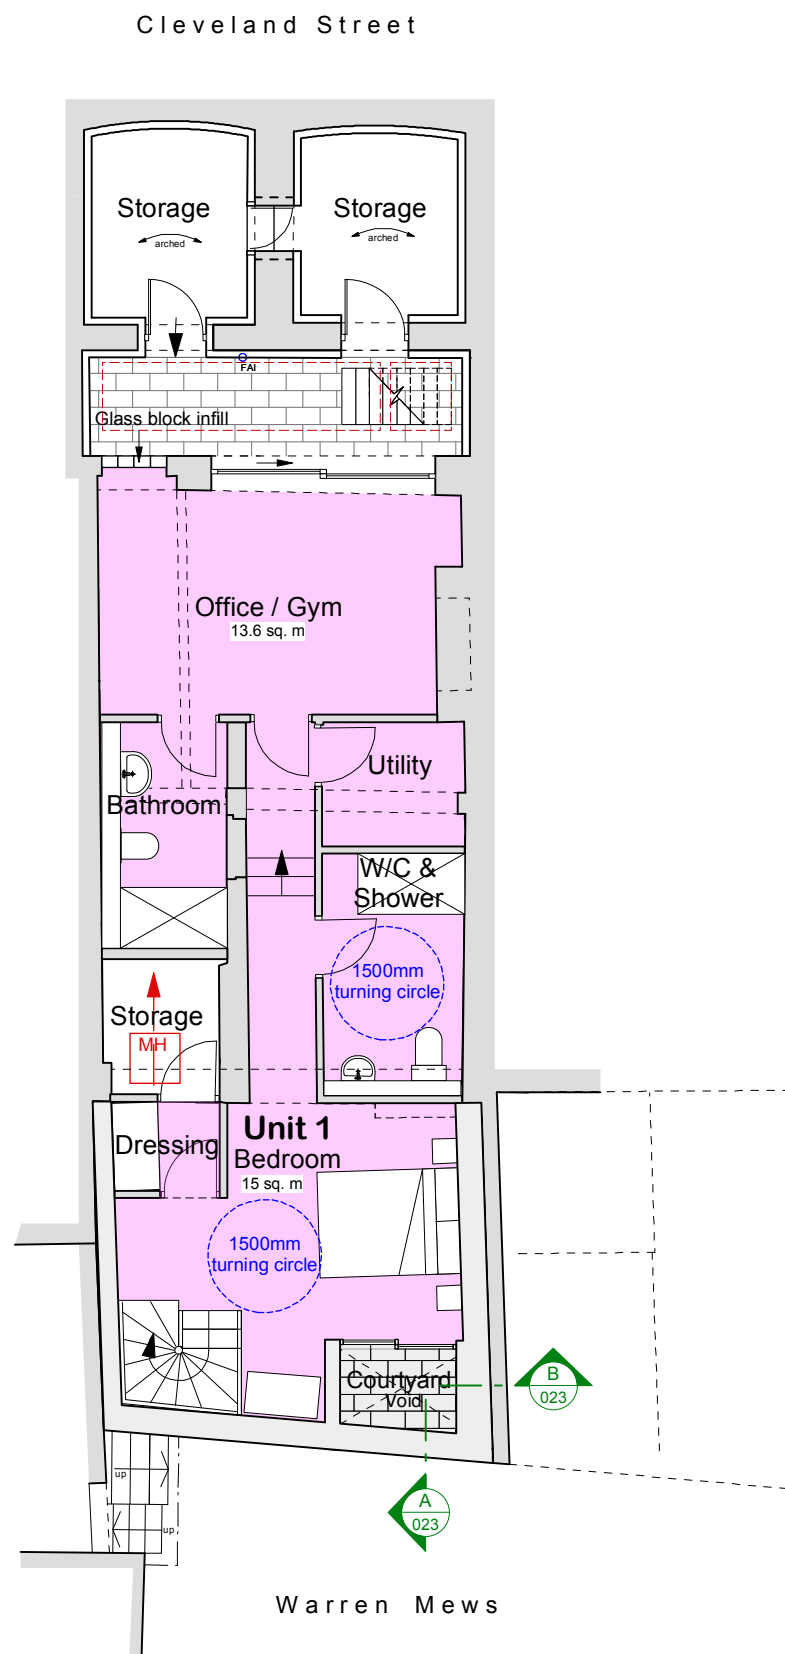 Cleveland Street
Storage
arched
Storage
arched
FAI
Glass block infill
Office / Gym
13.6 sq. m
Utility
Bathroom
W/C &
Shower
1500mm
turning circle
Storage
MH
Unit 1
Dressing
Bedroom
15 sq. m
1500mm
turning circle
Courtyard
Void
B
023
up
A
023
up
Warren Mews